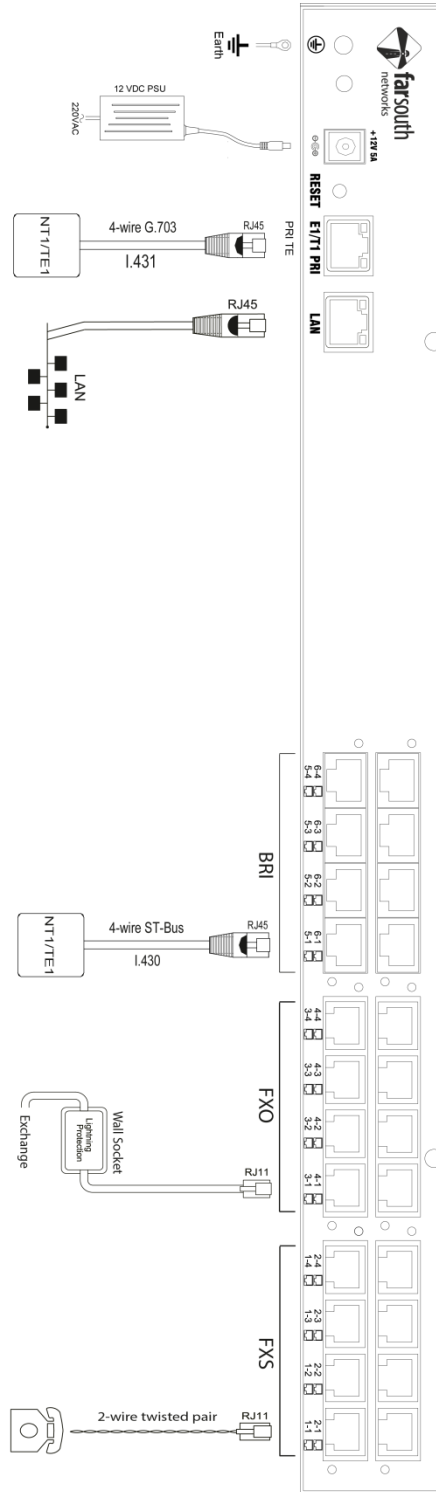 farsouth
networks
Earth
+12V 5A
12 VDC PSU
220VAC
RESET
E1/T1 PRI
PRI TE
RJ45
4-wire G.703
I.431
NT1/TE1
LAN
RJ45
LAN
6-4
5-4
6-3
5-3
6-2
5-2
6-1
5-1
BRI
RJ45
4-wire ST-Bus
I.430
NT1/TE1
4-4
3-4
4-3
3-3
4-2
3-2
4-1
3-1
FXO
RJ11
Wall Socket
Lightning
Protection
Exchange
2-4
1-4
2-3
1-3
2-2
1-2
2-1
1-1
FXS
RJ11
2-wire twisted pair